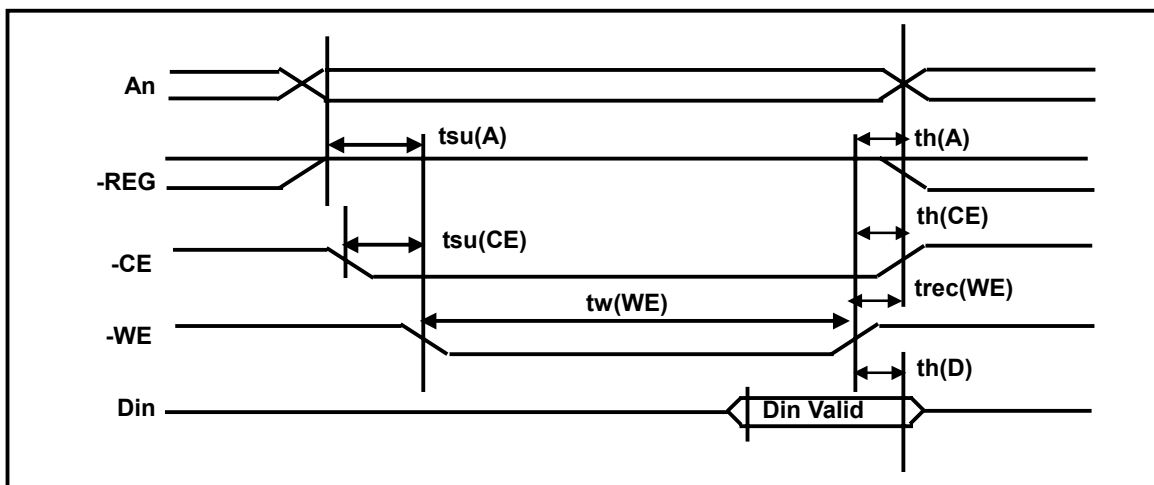 An
tsu(A)
th(A)
-REG
th(CE)
tsu(CE)
-CE
trec(WE)
tw(WE)
-WE
th(D)
Din
Din Valid